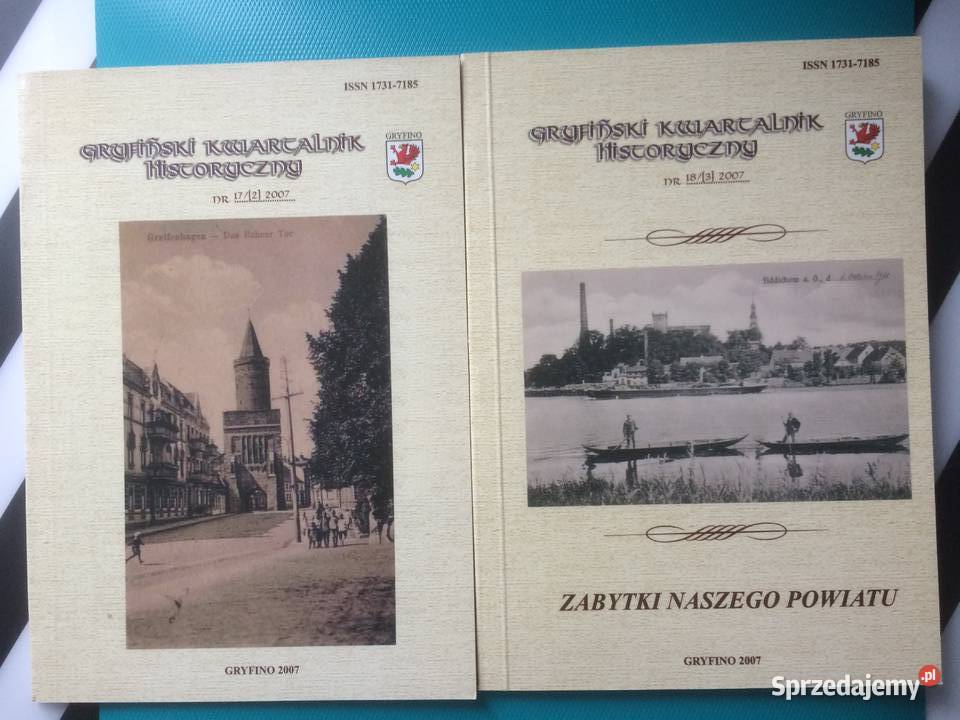 ISSN 1731-7185
GRYFIŃSKI KWARTALNIK
HISTORYCZNY
GRYFINO
NR 17/[2] 2007
Greifenhagen – Das Bahner Tor
GRYFINO 2007
ISSN 1731-7185
GRYFIŃSKI KWARTALNIK
HISTORYCZNY
GRYFINO
NR 18/[3] 2007
Fiddichow a. O., d.
ZABYTKI NASZEGO POWIATU
GRYFINO 2007
Sprzedajemy.pl